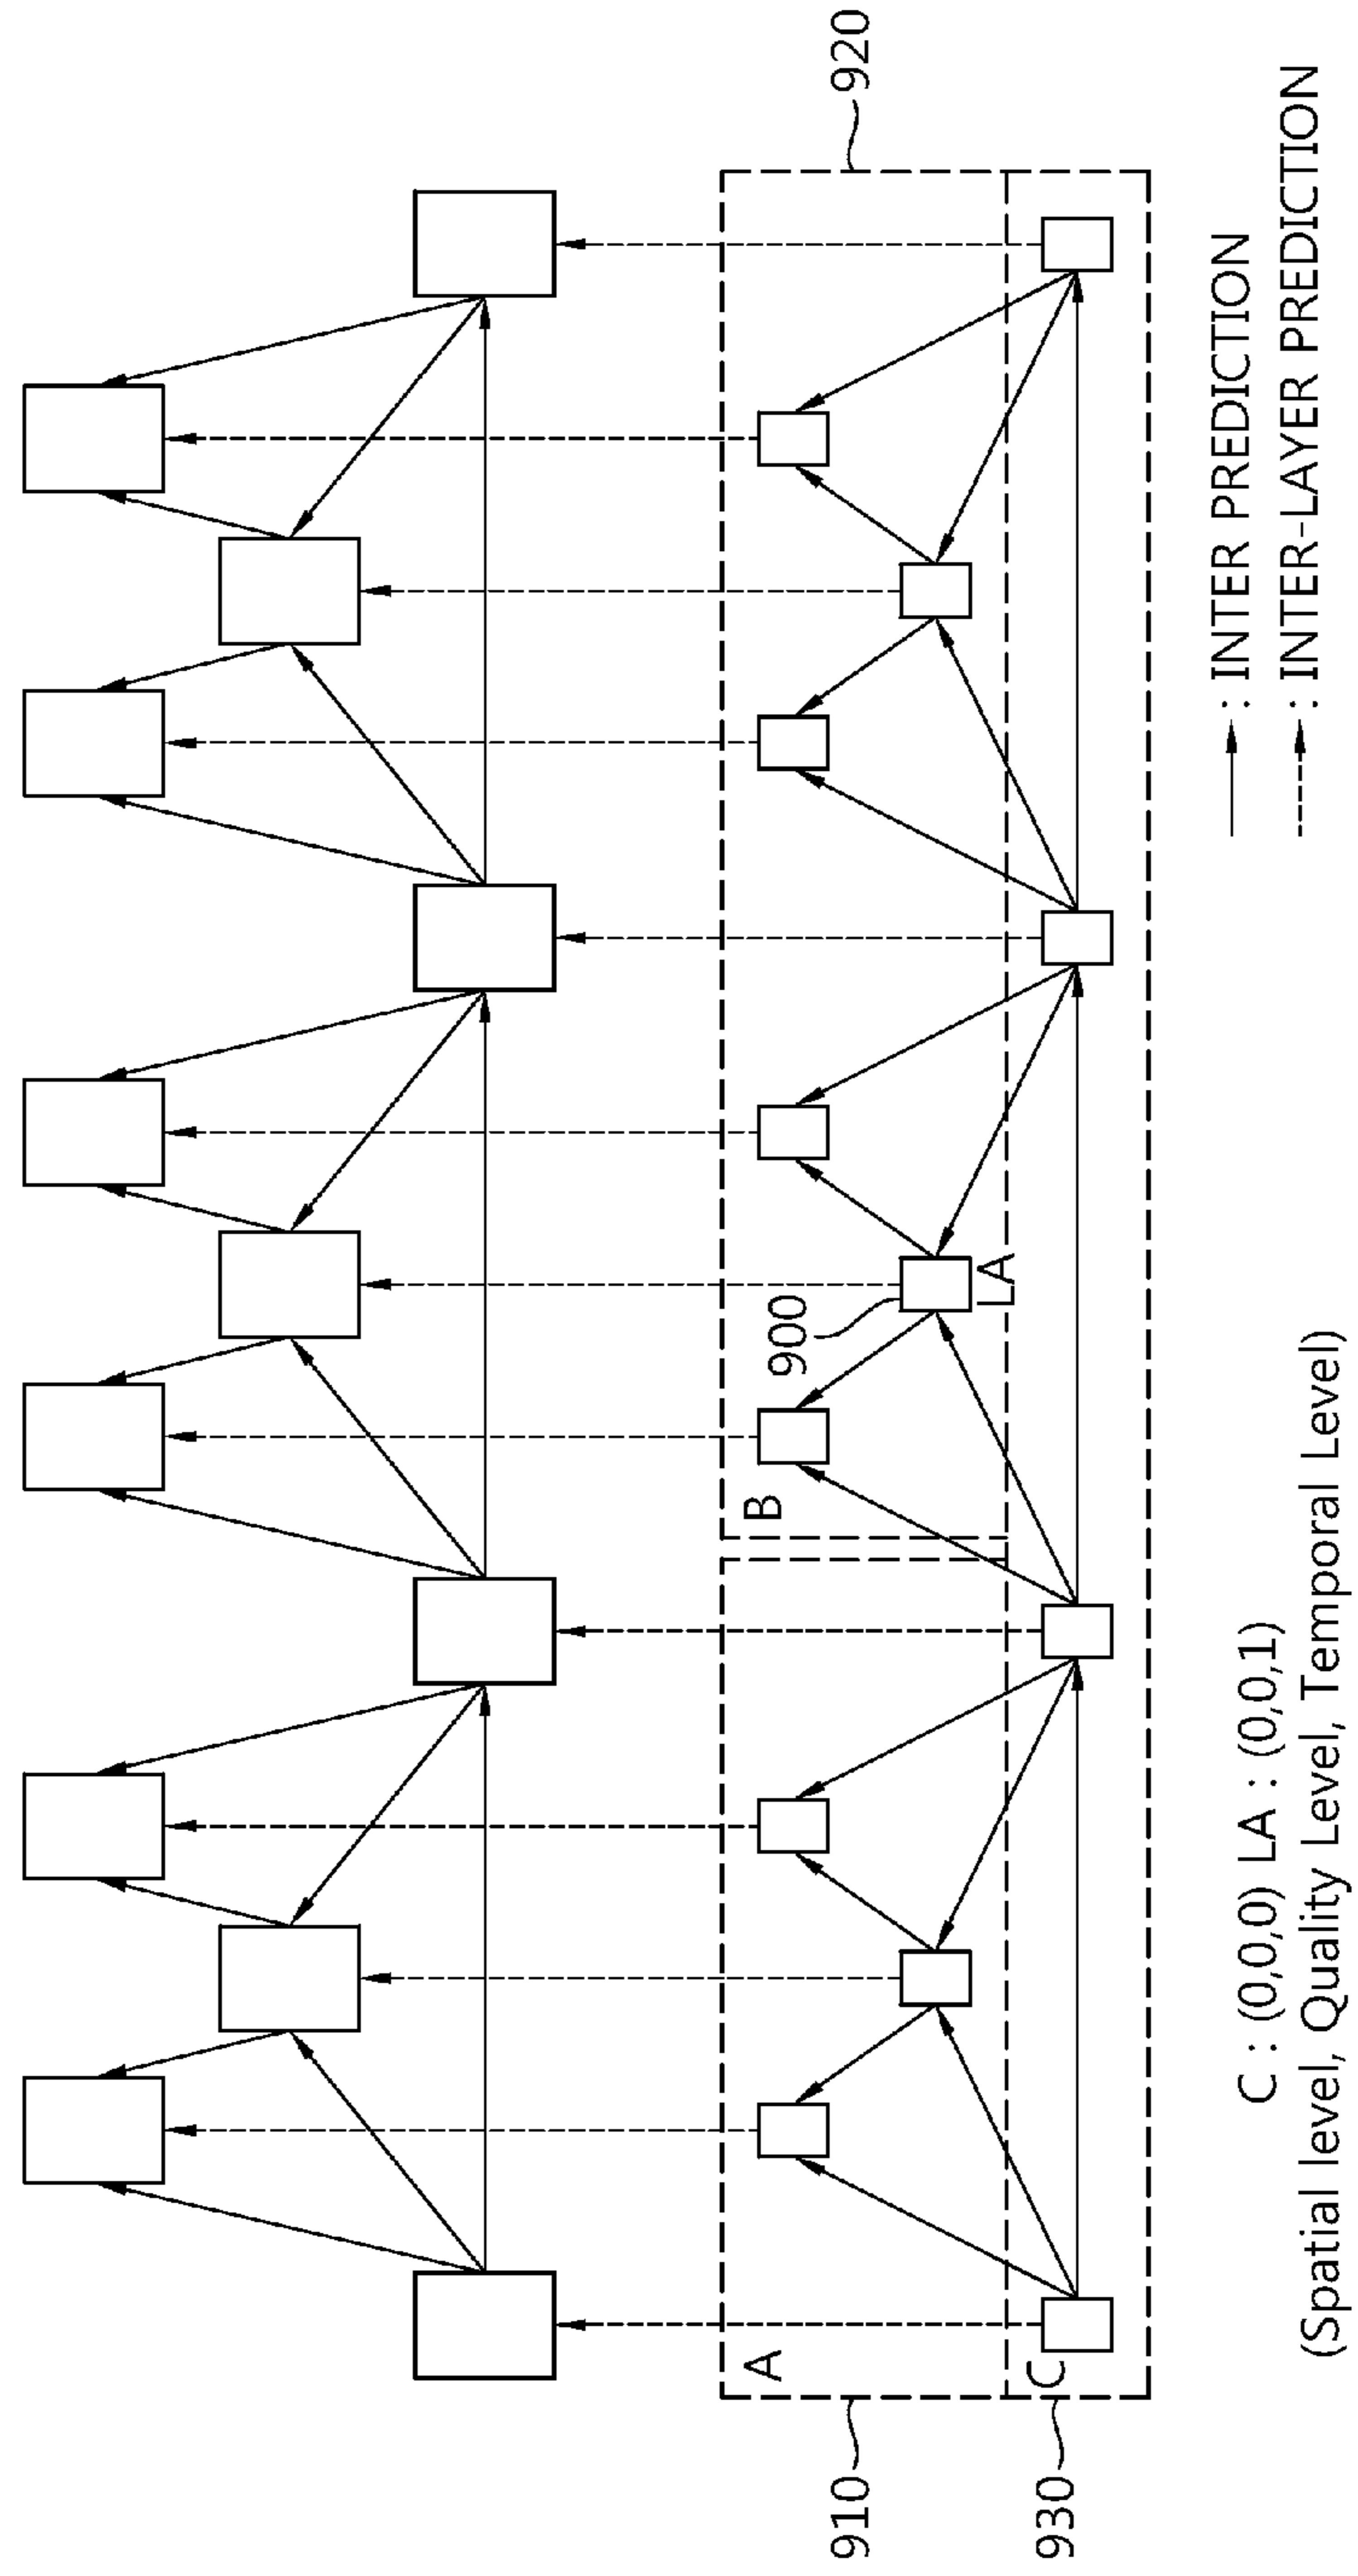 920
B
900
LA
A
C
910
930
: INTER PREDICTION
: INTER-LAYER PREDICTION
C : (0,0,0) LA : (0,0,1)
(Spatial level, Quality Level, Temporal Level)